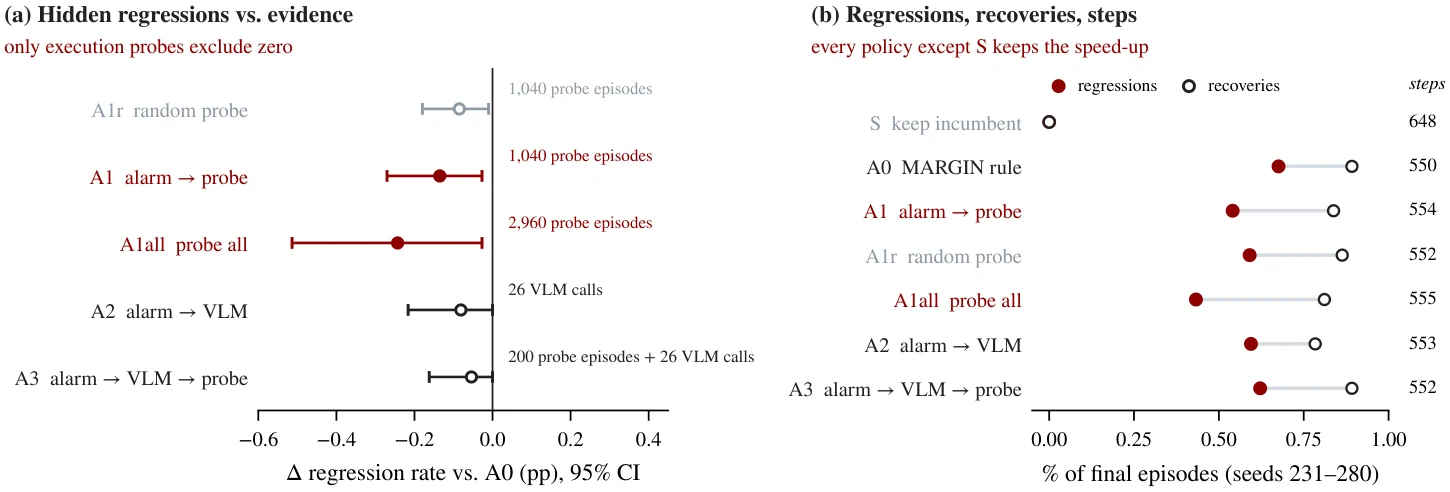 (a) Hidden regressions vs. evidence
only execution probes exclude zero
A1r random probe
1,040 probe episodes
A1 alarm → probe
1,040 probe episodes
A1all probe all
2,960 probe episodes
A2 alarm → VLM
26 VLM calls
A3 alarm → VLM → probe
200 probe episodes + 26 VLM calls
−0.6 −0.4 −0.2 0.0 0.2 0.4
Δ regression rate vs. A0 (pp), 95% CI
(b) Regressions, recoveries, steps
every policy except S keeps the speed-up
regressions recoveries steps
S keep incumbent 648
A0 MARGIN rule 550
A1 alarm → probe 554
A1r random probe 552
A1all probe all 555
A2 alarm → VLM 553
A3 alarm → VLM → probe 552
0.00 0.25 0.50 0.75 1.00
% of final episodes (seeds 231–280)